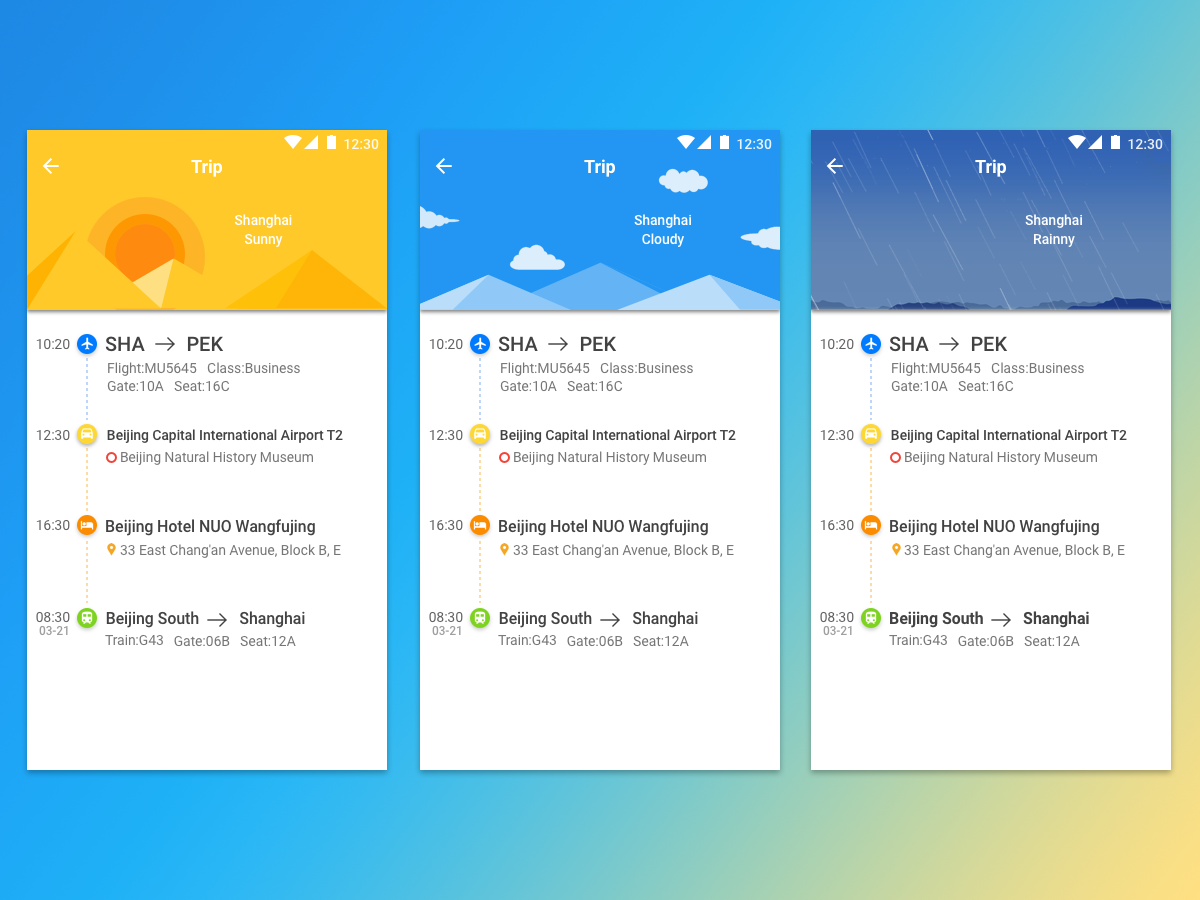 12:30
Trip
Shanghai
Sunny
10:20 SHA PEK
Flight:MU5645 Class:Business
Gate:10A Seat:16C
12:30 Beijing Capital International Airport T2
Beijing Natural History Museum
16:30 Beijing Hotel NUO Wangfujing
33 East Chang'an Avenue, Block B, E
08:30 Beijing South Shanghai
03-21
Train:G43 Gate:06B Seat:12A
12:30
Trip
Shanghai
Cloudy
10:20 SHA PEK
Flight:MU5645 Class:Business
Gate:10A Seat:16C
12:30 Beijing Capital International Airport T2
Beijing Natural History Museum
16:30 Beijing Hotel NUO Wangfujing
33 East Chang'an Avenue, Block B, E
08:30 Beijing South Shanghai
03-21
Train:G43 Gate:06B Seat:12A
12:30
Trip
Shanghai
Rainny
10:20 SHA PEK
Flight:MU5645 Class:Business
Gate:10A Seat:16C
12:30 Beijing Capital International Airport T2
Beijing Natural History Museum
16:30 Beijing Hotel NUO Wangfujing
33 East Chang'an Avenue, Block B, E
08:30 Beijing South Shanghai
03-21
Train:G43 Gate:06B Seat:12A